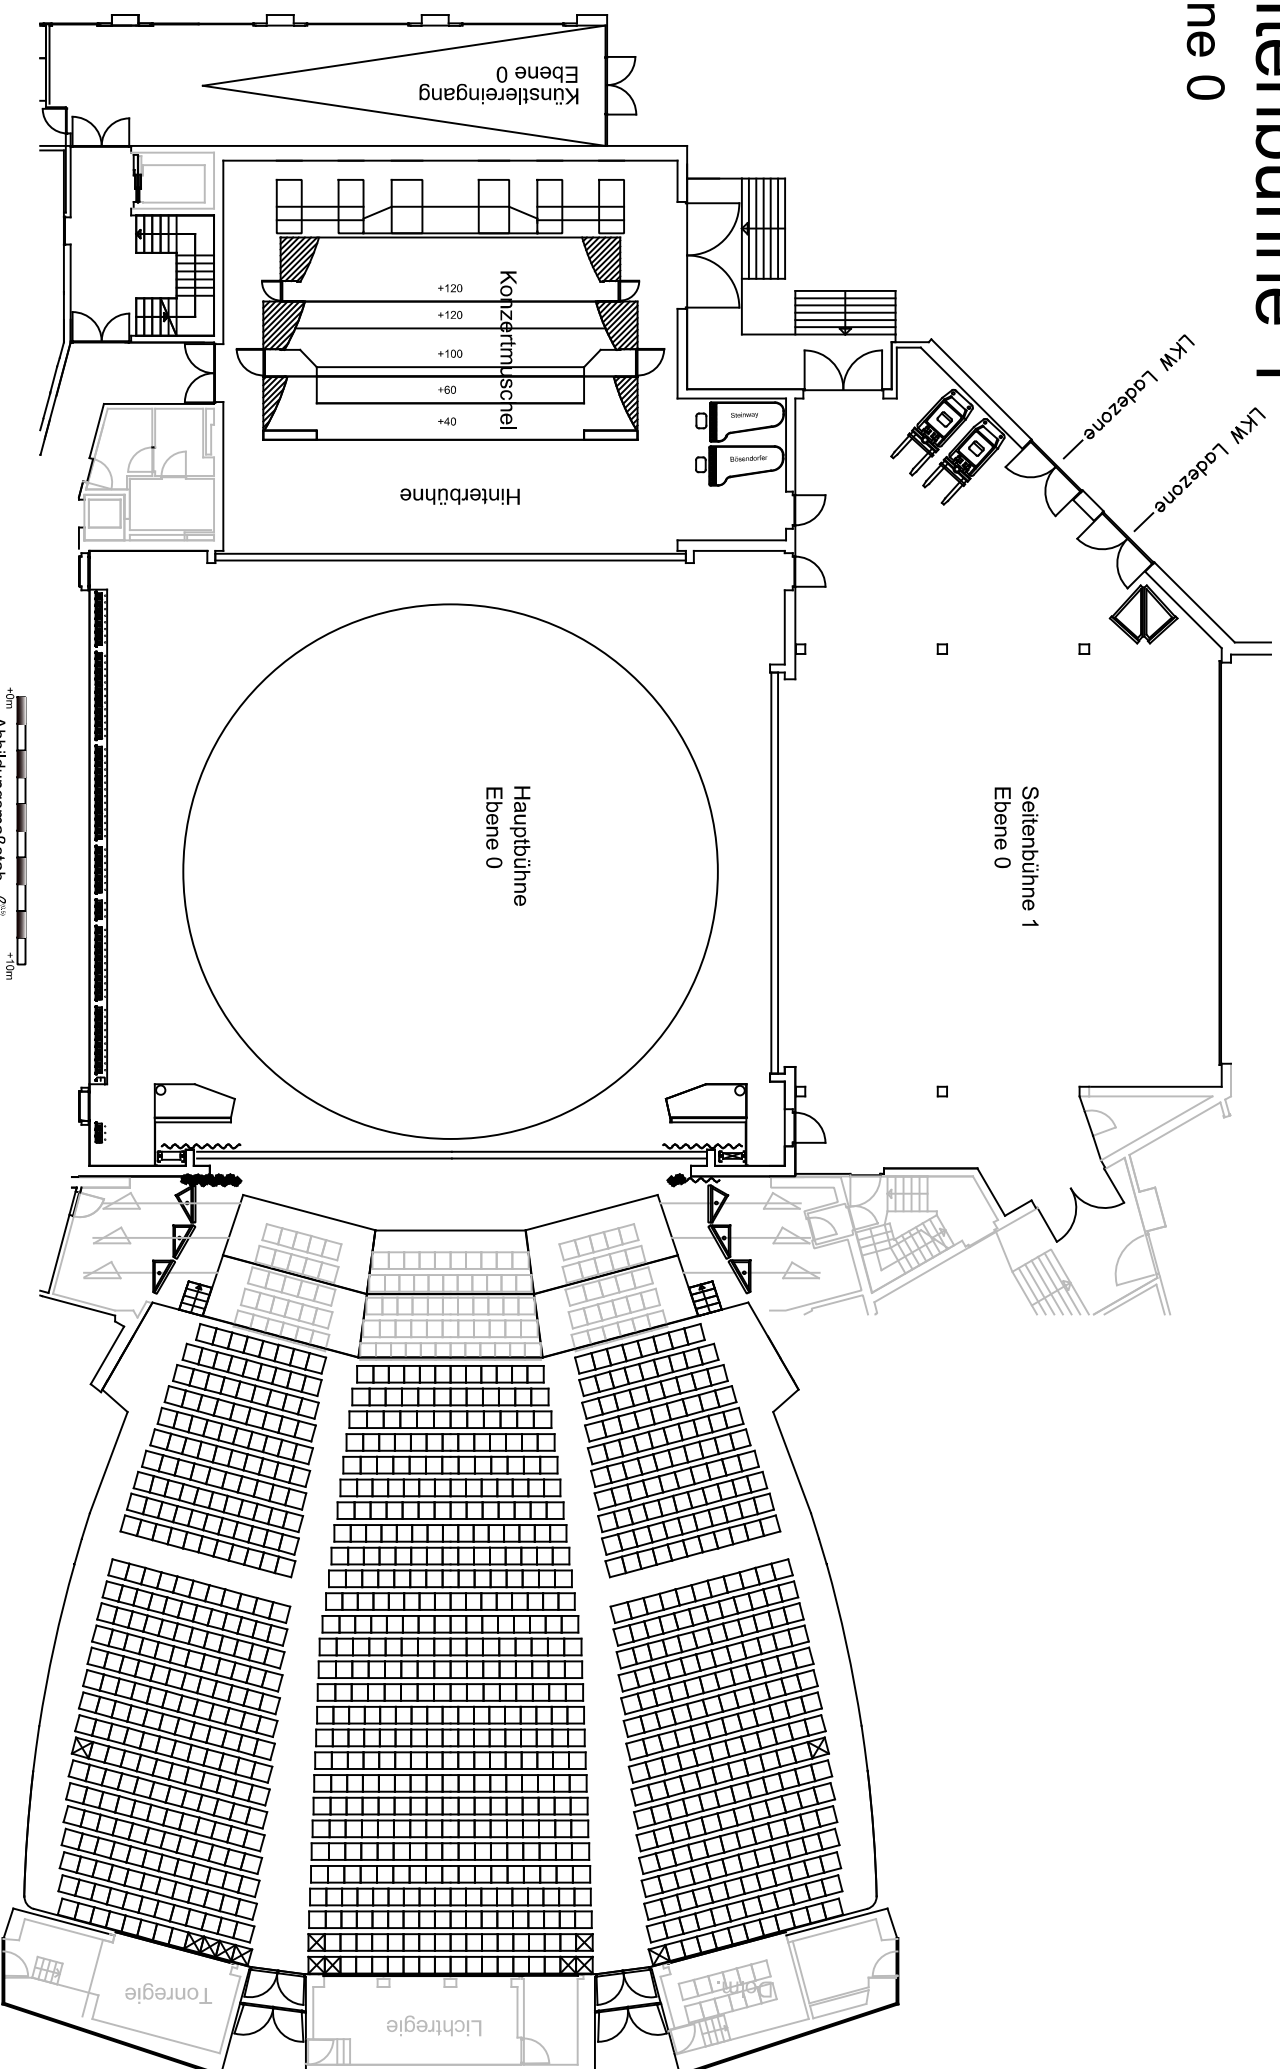 ne 0
Künstlereingang
Ebene 0
LKW Ladezone
LKW Ladezone
Konzertmuschel
+120
+120
+100
+60
+40
Steinway
Bösendorfer
Hinterbühne
Hauptbühne
Ebene 0
Seitenbühne 1
Ebene 0
+0m
+10m
Tonregie
Lichtregie
Dolm.